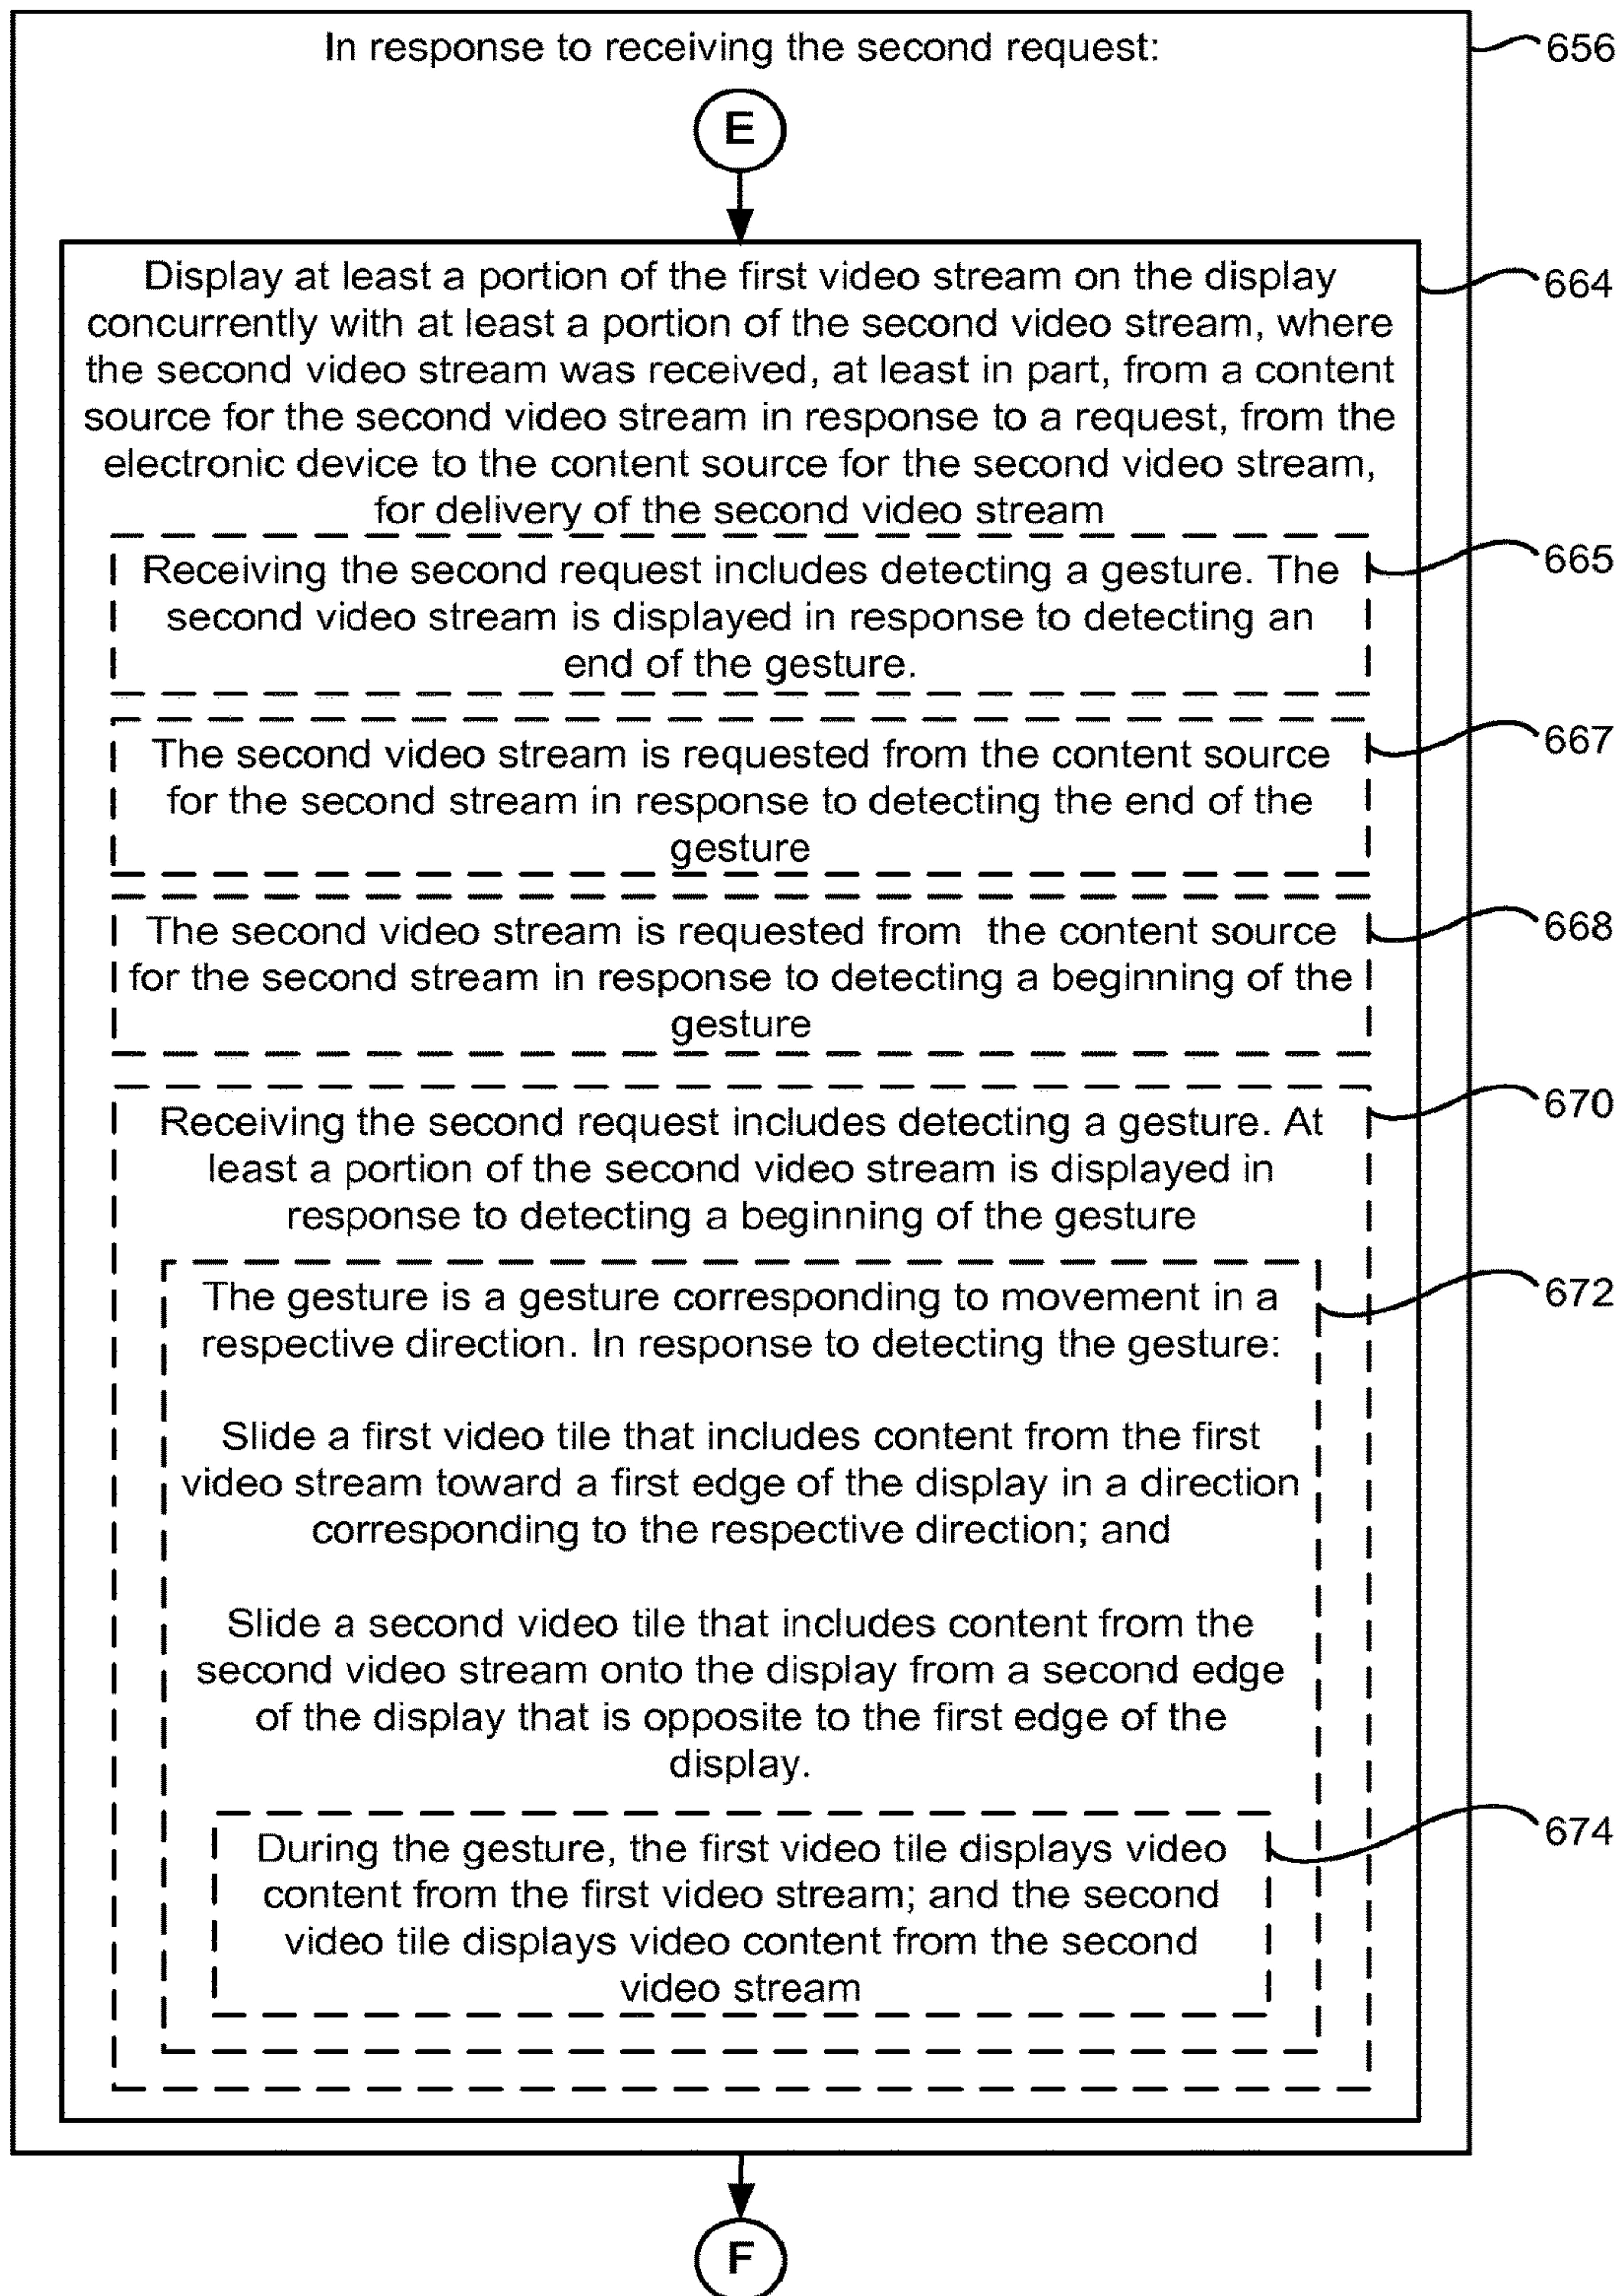 In response to receiving the second request:
656
E
Display at least a portion of the first video stream on the display
664
concurrently with at least a portion of the second video stream, where
the second video stream was received, at least in part, from a content
source for the second video stream in response to a request, from the
electronic device to the content source for the second video stream,
for delivery of the second video stream
Receiving the second request includes detecting a gesture. The
665
second video stream is displayed in response to detecting an
end of the gesture.
The second video stream is requested from the content source
667
for the second stream in response to detecting the end of the
gesture
The second video stream is requested from the content source
668
for the second stream in response to detecting a beginning of the
gesture
Receiving the second request includes detecting a gesture. At
670
least a portion of the second video stream is displayed in
response to detecting a beginning of the gesture
The gesture is a gesture corresponding to movement in a
672
respective direction. In response to detecting the gesture:
Slide a first video tile that includes content from the first
video stream toward a first edge of the display in a direction
corresponding to the respective direction; and
Slide a second video tile that includes content from the
second video stream onto the display from a second edge
of the display that is opposite to the first edge of the
display.
During the gesture, the first video tile displays video
674
content from the first video stream; and the second
video tile displays video content from the second
video stream
F